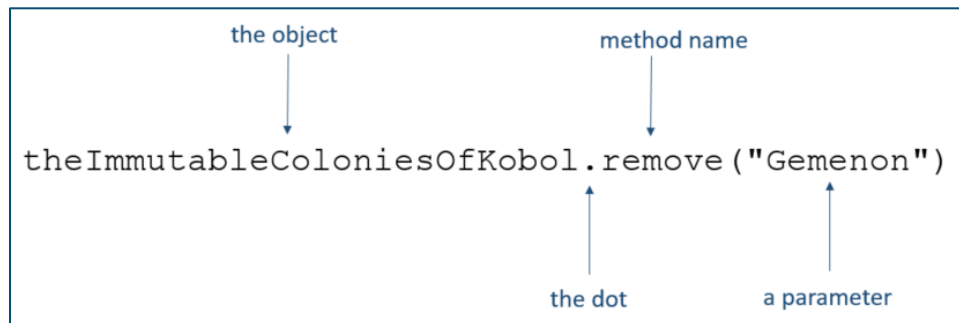 the object
method name
theImmutableColoniesOfKobol.remove("Gemenon")
the dot
a parameter